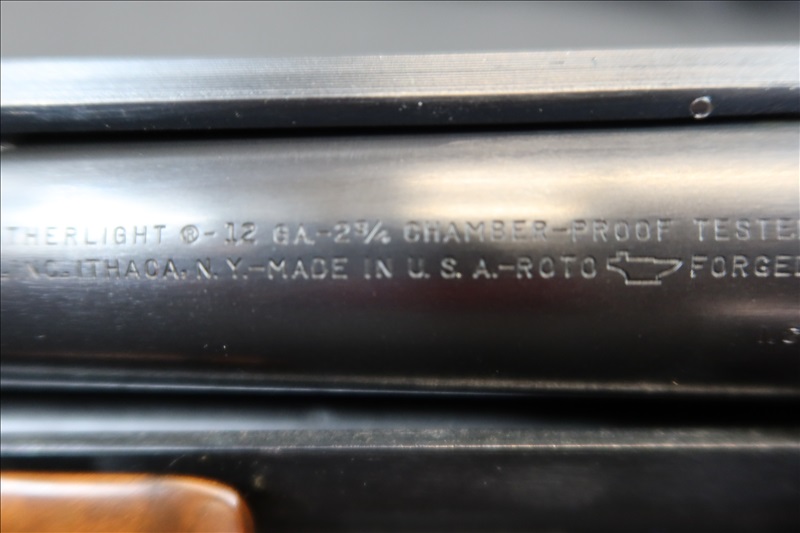 THERLIGHT ®-12 GA.-2¾ CHAMBER-PROOF TESTE
INC. ITHACA, N. Y.-MADE IN U. S. A.-ROTO FORGED